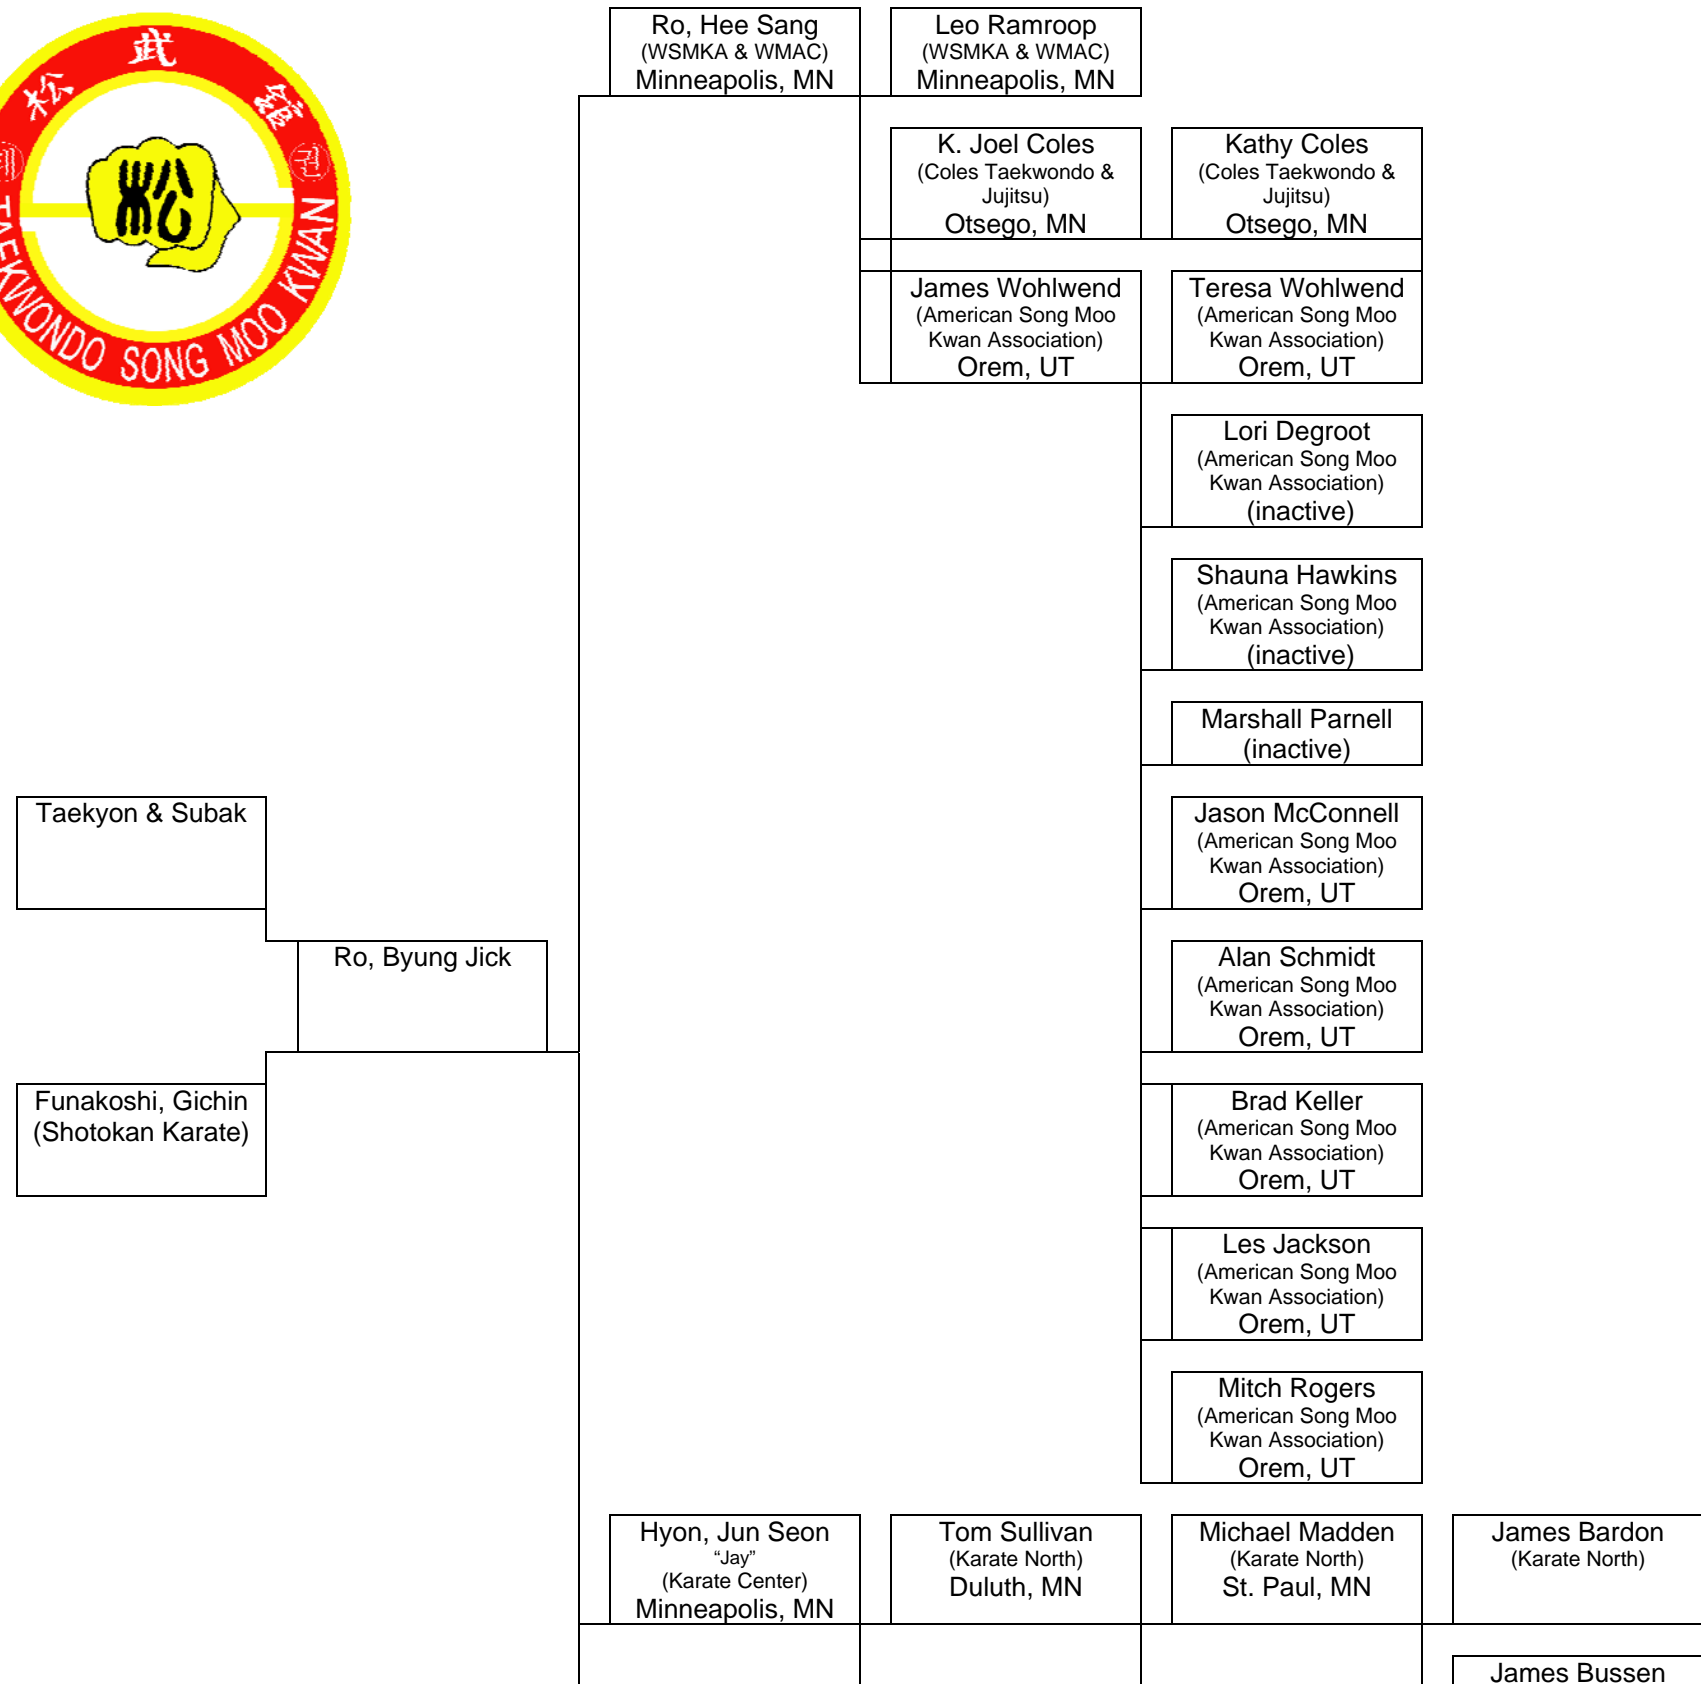 武
松 舘
태 권
TAEKWONDO SONG MOO KWAN
松
Ro, Hee Sang
(WSMKA & WMAC)
Minneapolis, MN
Leo Ramroop
(WSMKA & WMAC)
Minneapolis, MN
K. Joel Coles
(Coles Taekwondo &
Jujitsu)
Otsego, MN
Kathy Coles
(Coles Taekwondo &
Jujitsu)
Otsego, MN
James Wohlwend
(American Song Moo
Kwan Association)
Orem, UT
Teresa Wohlwend
(American Song Moo
Kwan Association)
Orem, UT
Lori Degroot
(American Song Moo
Kwan Association)
(inactive)
Shauna Hawkins
(American Song Moo
Kwan Association)
(inactive)
Marshall Parnell
(inactive)
Taekyon & Subak
Jason McConnell
(American Song Moo
Kwan Association)
Orem, UT
Ro, Byung Jick
Alan Schmidt
(American Song Moo
Kwan Association)
Orem, UT
Funakoshi, Gichin
(Shotokan Karate)
Brad Keller
(American Song Moo
Kwan Association)
Orem, UT
Les Jackson
(American Song Moo
Kwan Association)
Orem, UT
Mitch Rogers
(American Song Moo
Kwan Association)
Orem, UT
Hyon, Jun Seon
“Jay”
(Karate Center)
Minneapolis, MN
Tom Sullivan
(Karate North)
Duluth, MN
Michael Madden
(Karate North)
St. Paul, MN
James Bardon
(Karate North)
James Bussen